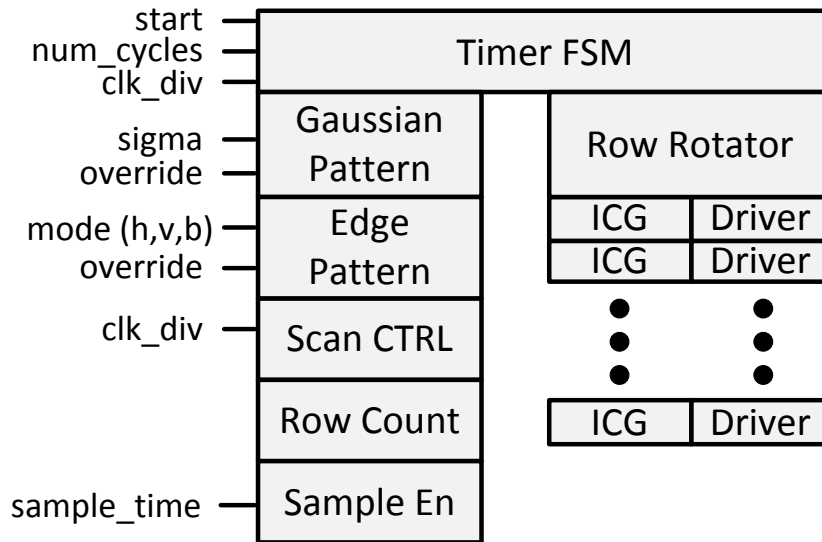 start
num_cycles
clk_div
Timer FSM
sigma
override
Gaussian
Pattern
Row Rotator
mode (h,v,b)
override
Edge
Pattern
ICG Driver
ICG Driver
clk_div
Scan CTRL
Row Count
ICG Driver
sample_time
Sample En